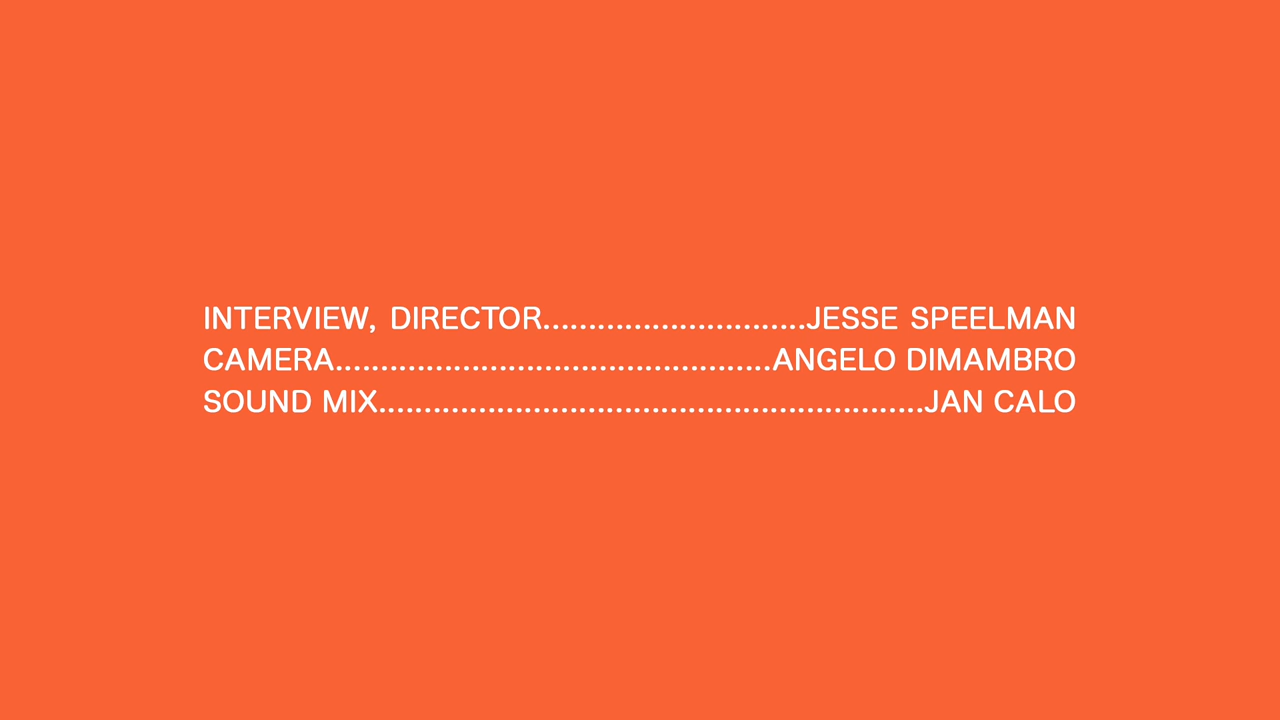 INTERVIEW, DIRECTOR.............................JESSE SPEELMAN
CAMERA................................................ANGELO DIMAMBRO
SOUND MIX............................................................JAN CALO